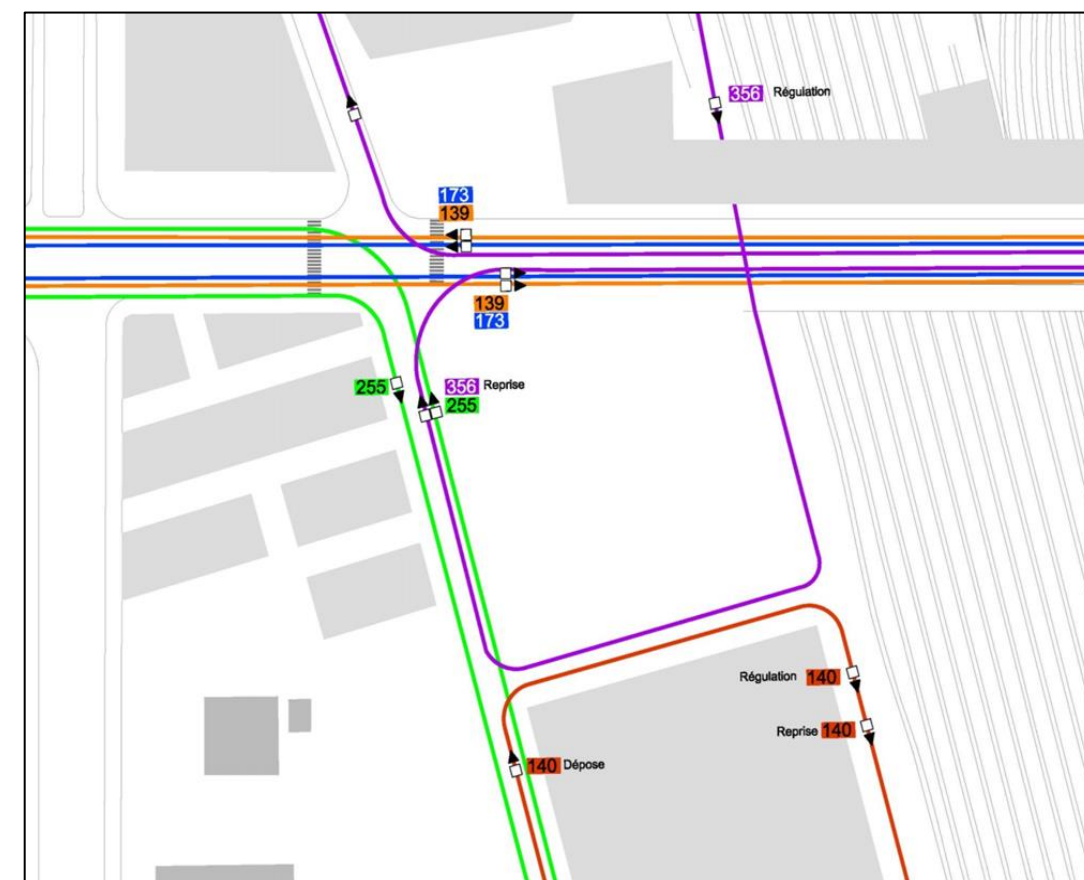 356 Régulation
173
139
139
173
255
356 Reprise
255
Régulation 140
Reprise 140
140 Dépose